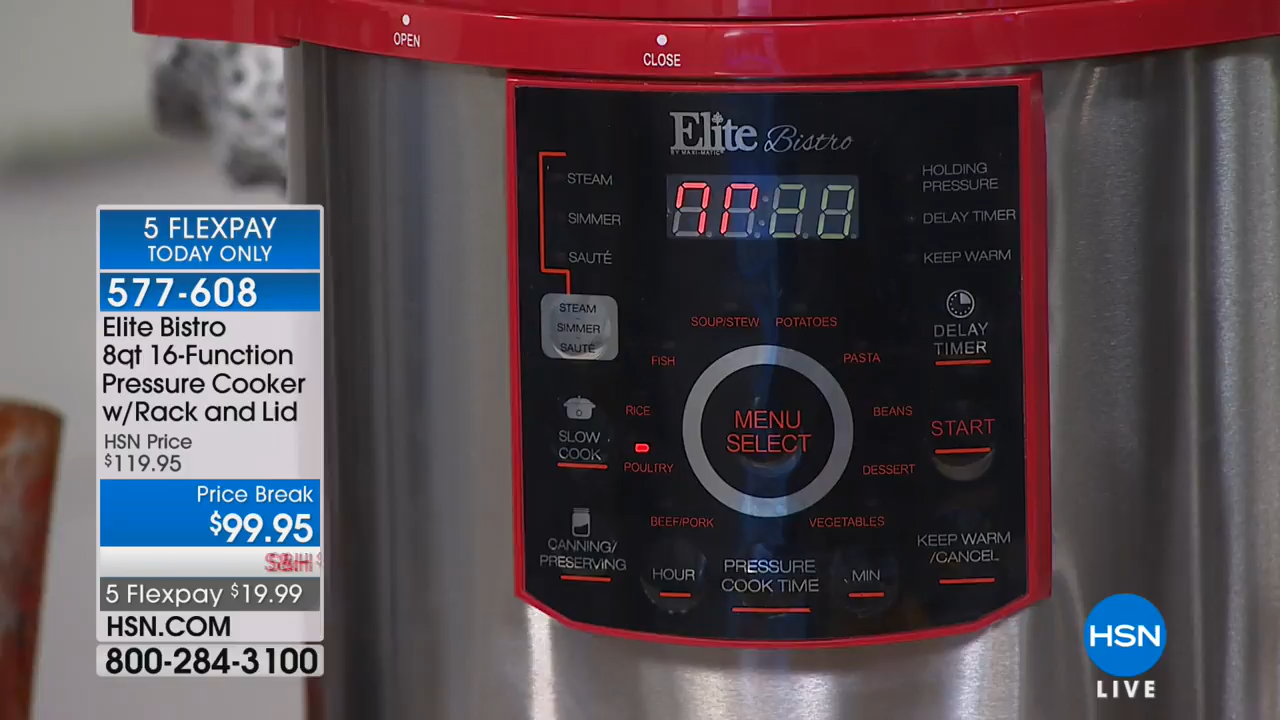 OPEN
CLOSE
5 FLEXPAY
TODAY ONLY
577-608
Elite Bistro
8qt 16-Function
Pressure Cooker
w/Rack and Lid
HSN Price
$119.95
Price Break
$99.95
5 Flexpay $19.99
HSN.COM
800-284-3100
Elite Bistro
BY MAXI-MATIC
STEAM
SIMMER
SAUTÉ
HOLDING
PRESSURE
DELAY TIMER
KEEP WARM
STEAM
SIMMER
SAUTÉ
DELAY
TIMER
SOUP/STEW
POTATOES
FISH
PASTA
RICE
BEANS
POULTRY
DESSERT
BEEF/PORK
VEGETABLES
MENU
SELECT
SLOW
COOK
START
CANNING/
PRESERVING
HOUR
PRESSURE
COOK TIME
MIN
KEEP WARM
/CANCEL
HSN
LIVE